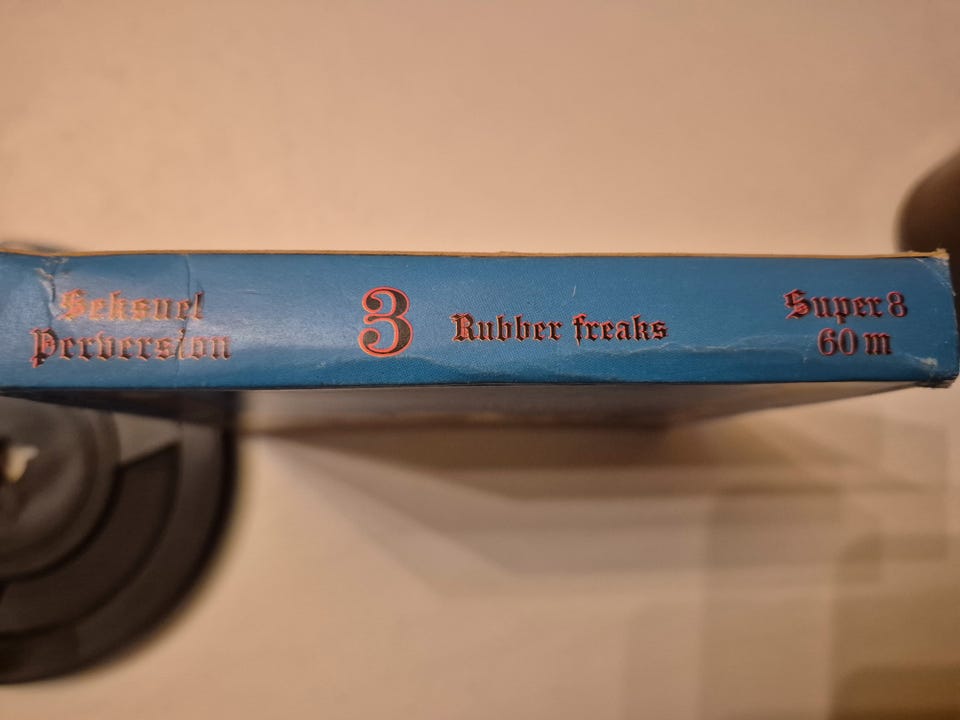 Seksuel
Perversion
3
Rubber freaks
Super 8
60 m